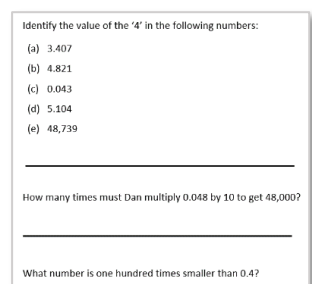 Identify the value of the ‘4’ in the following numbers:
(a) 3.407
(b) 4.821
(c) 0.043
(d) 5.104
(e) 48,739
How many times must Dan multiply 0.048 by 10 to get 48,000?
What number is one hundred times smaller than 0.4?